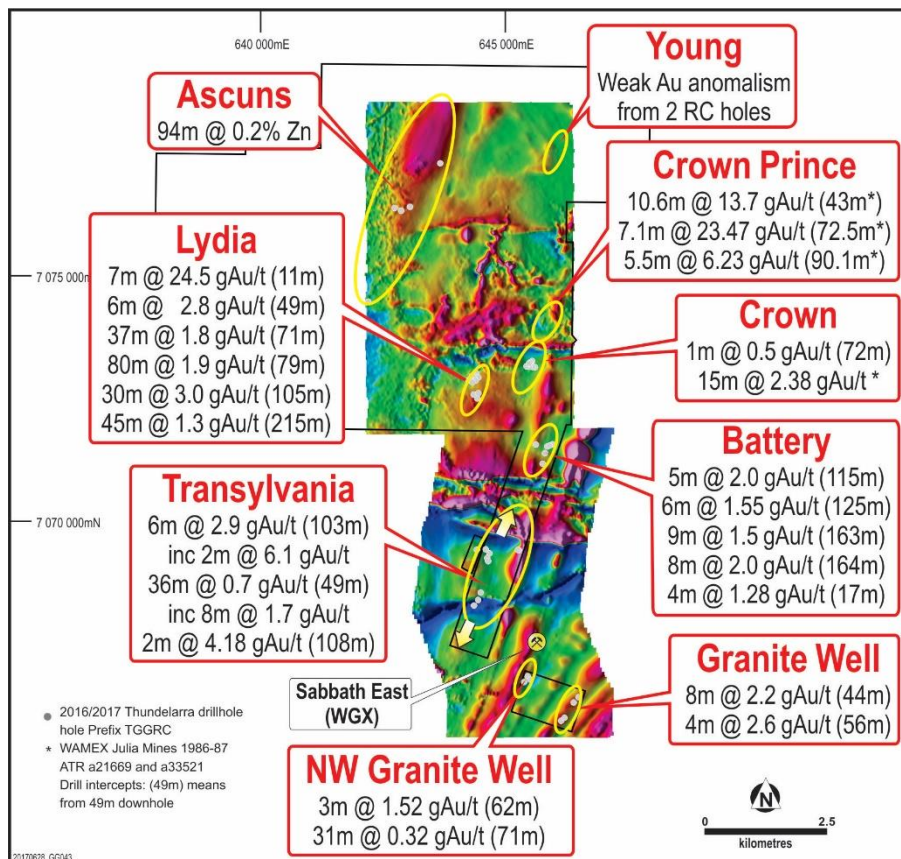 640 000mE
645 000mE
Young
Weak Au anomalism
from 2 RC holes
Ascuns
94m @ 0.2% Zn
Crown Prince
10.6m @ 13.7 gAu/t (43m*)
7.1m @ 23.47 gAu/t (72.5m*)
5.5m @ 6.23 gAu/t (90.1m*)
Lydia
7m @ 24.5 gAu/t (11m)
6m @ 2.8 gAu/t (49m)
37m @ 1.8 gAu/t (71m)
80m @ 1.9 gAu/t (79m)
30m @ 3.0 gAu/t (105m)
45m @ 1.3 gAu/t (215m)
7 075 000mN
Crown
1m @ 0.5 gAu/t (72m)
15m @ 2.38 gAu/t *
Battery
5m @ 2.0 gAu/t (115m)
6m @ 1.55 gAu/t (125m)
9m @ 1.5 gAu/t (163m)
8m @ 2.0 gAu/t (164m)
4m @ 1.28 gAu/t (17m)
Transylvania
6m @ 2.9 gAu/t (103m)
inc 2m @ 6.1 gAu/t
36m @ 0.7 gAu/t (49m)
inc 8m @ 1.7 gAu/t
2m @ 4.18 gAu/t (108m)
7 070 000mN
Sabbath East
(WGX)
Granite Well
8m @ 2.2 gAu/t (44m)
4m @ 2.6 gAu/t (56m)
NW Granite Well
3m @ 1.52 gAu/t (62m)
31m @ 0.32 gAu/t (71m)
2016/2017 Thundelarra drillhole
hole Prefix TGGRC
* WAMEX Julia Mines 1986-87
ATR a21669 and a33521
Drill intercepts: (49m) means
from 49m downhole
N
0 2.5
kilometres
20170628_GG043